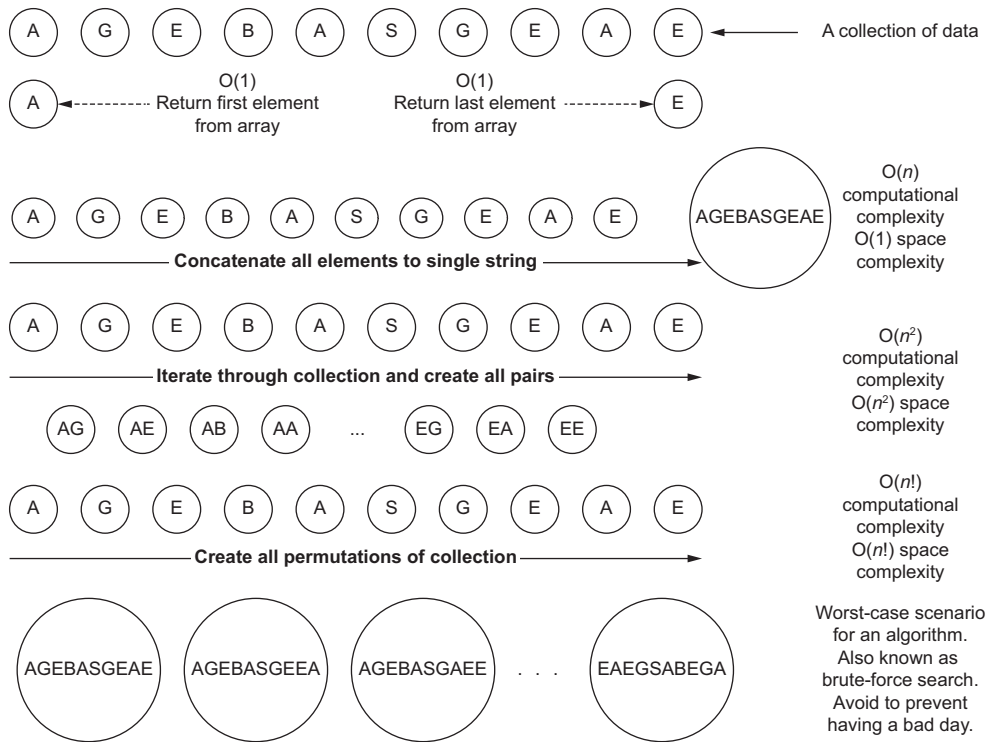 A G E B A S G E A E
A collection of data
A
O(1)
Return first element
from array
O(1)
Return last element
from array
E
A G E B A S G E A E
AGEBASGEAE
O(n)
computational
complexity
O(1) space
complexity
Concatenate all elements to single string
A G E B A S G E A E
Iterate through collection and create all pairs
O(n²)
computational
complexity
O(n²) space
complexity
AG AE AB AA ... EG EA EE
A G E B A S G E A E
Create all permutations of collection
O(n!)
computational
complexity
O(n!) space
complexity
AGEBASGEAE AGEBASGEEA AGEBASGAEE . . . EAEGSABEGA
Worst-case scenario
for an algorithm.
Also known as
brute-force search.
Avoid to prevent
having a bad day.